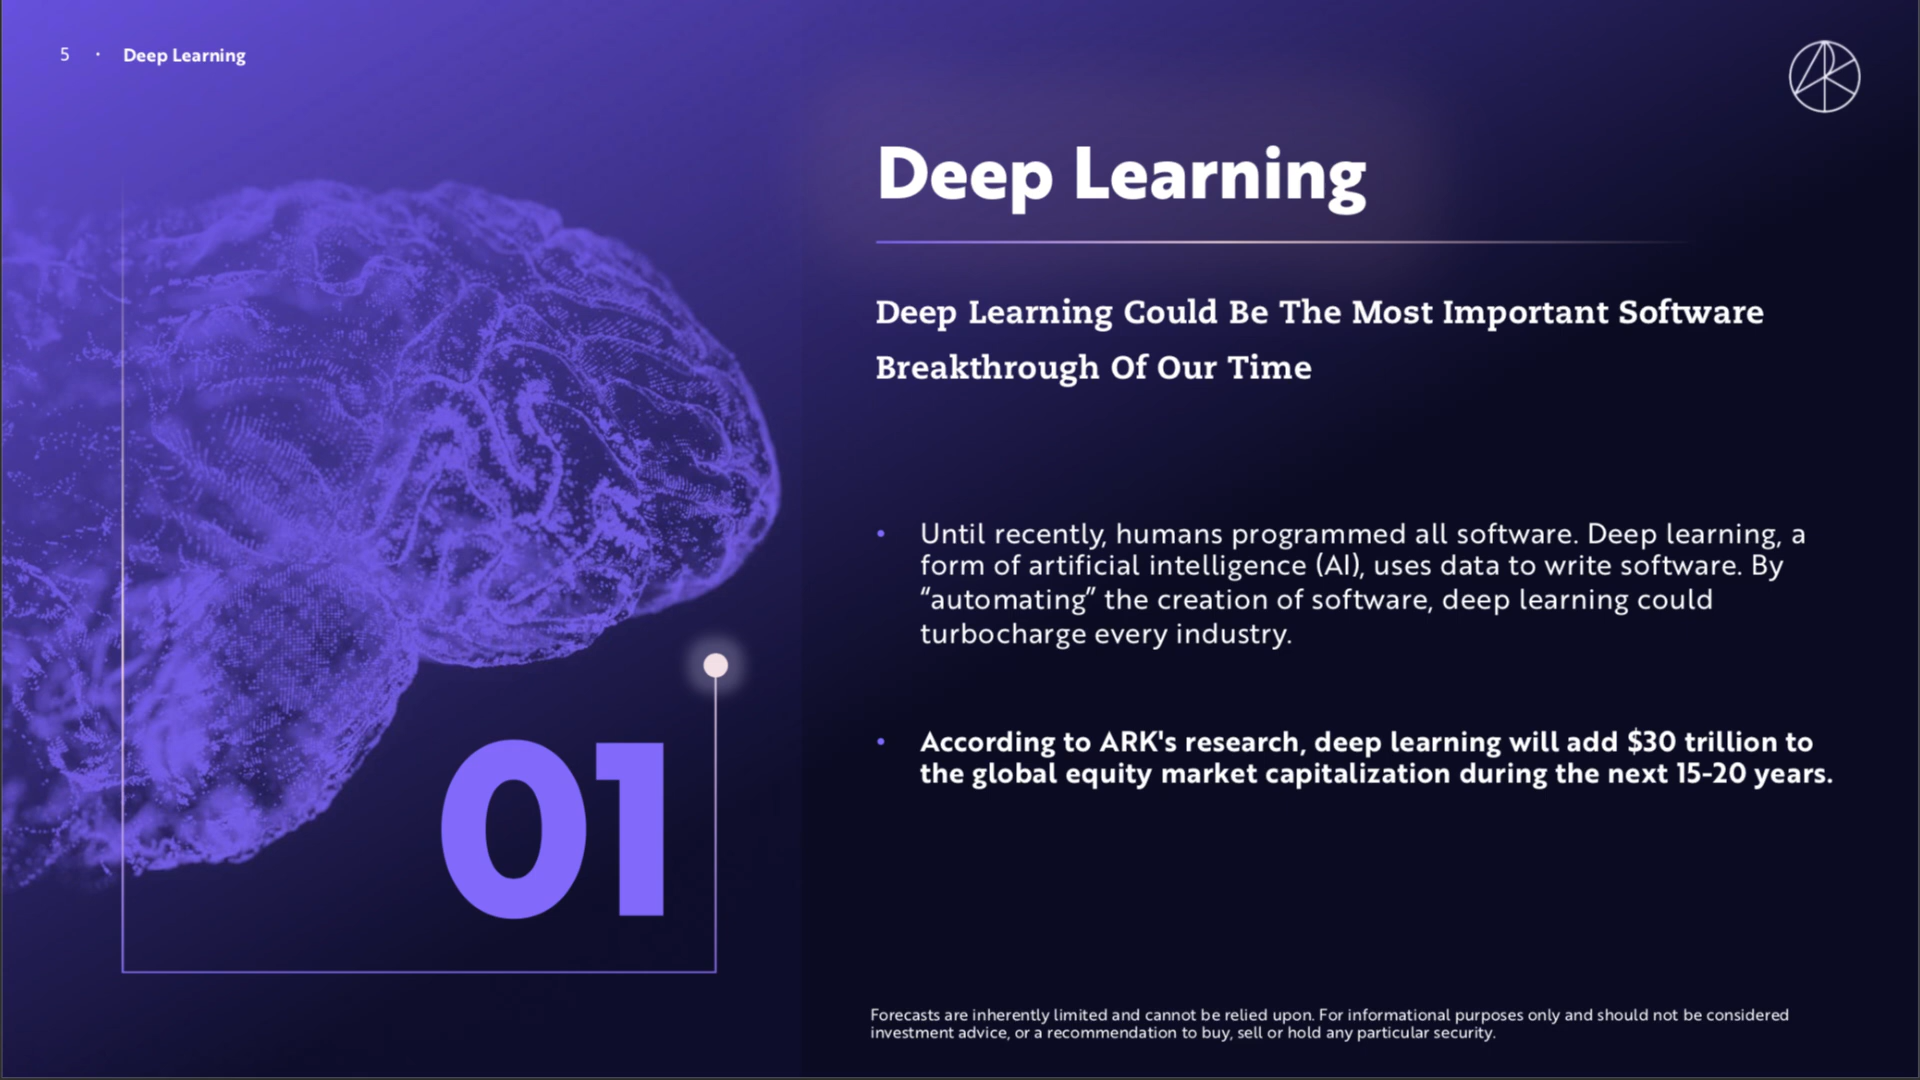 5 • Deep Learning
Deep Learning
Deep Learning Could Be The Most Important Software
Breakthrough Of Our Time
• Until recently, humans programmed all software. Deep learning, a
form of artificial intelligence (AI), uses data to write software. By
“automating” the creation of software, deep learning could
turbocharge every industry.
• According to ARK's research, deep learning will add $30 trillion to
the global equity market capitalization during the next 15-20 years.
01
Forecasts are inherently limited and cannot be relied upon. For informational purposes only and should not be considered
investment advice, or a recommendation to buy, sell or hold any particular security.